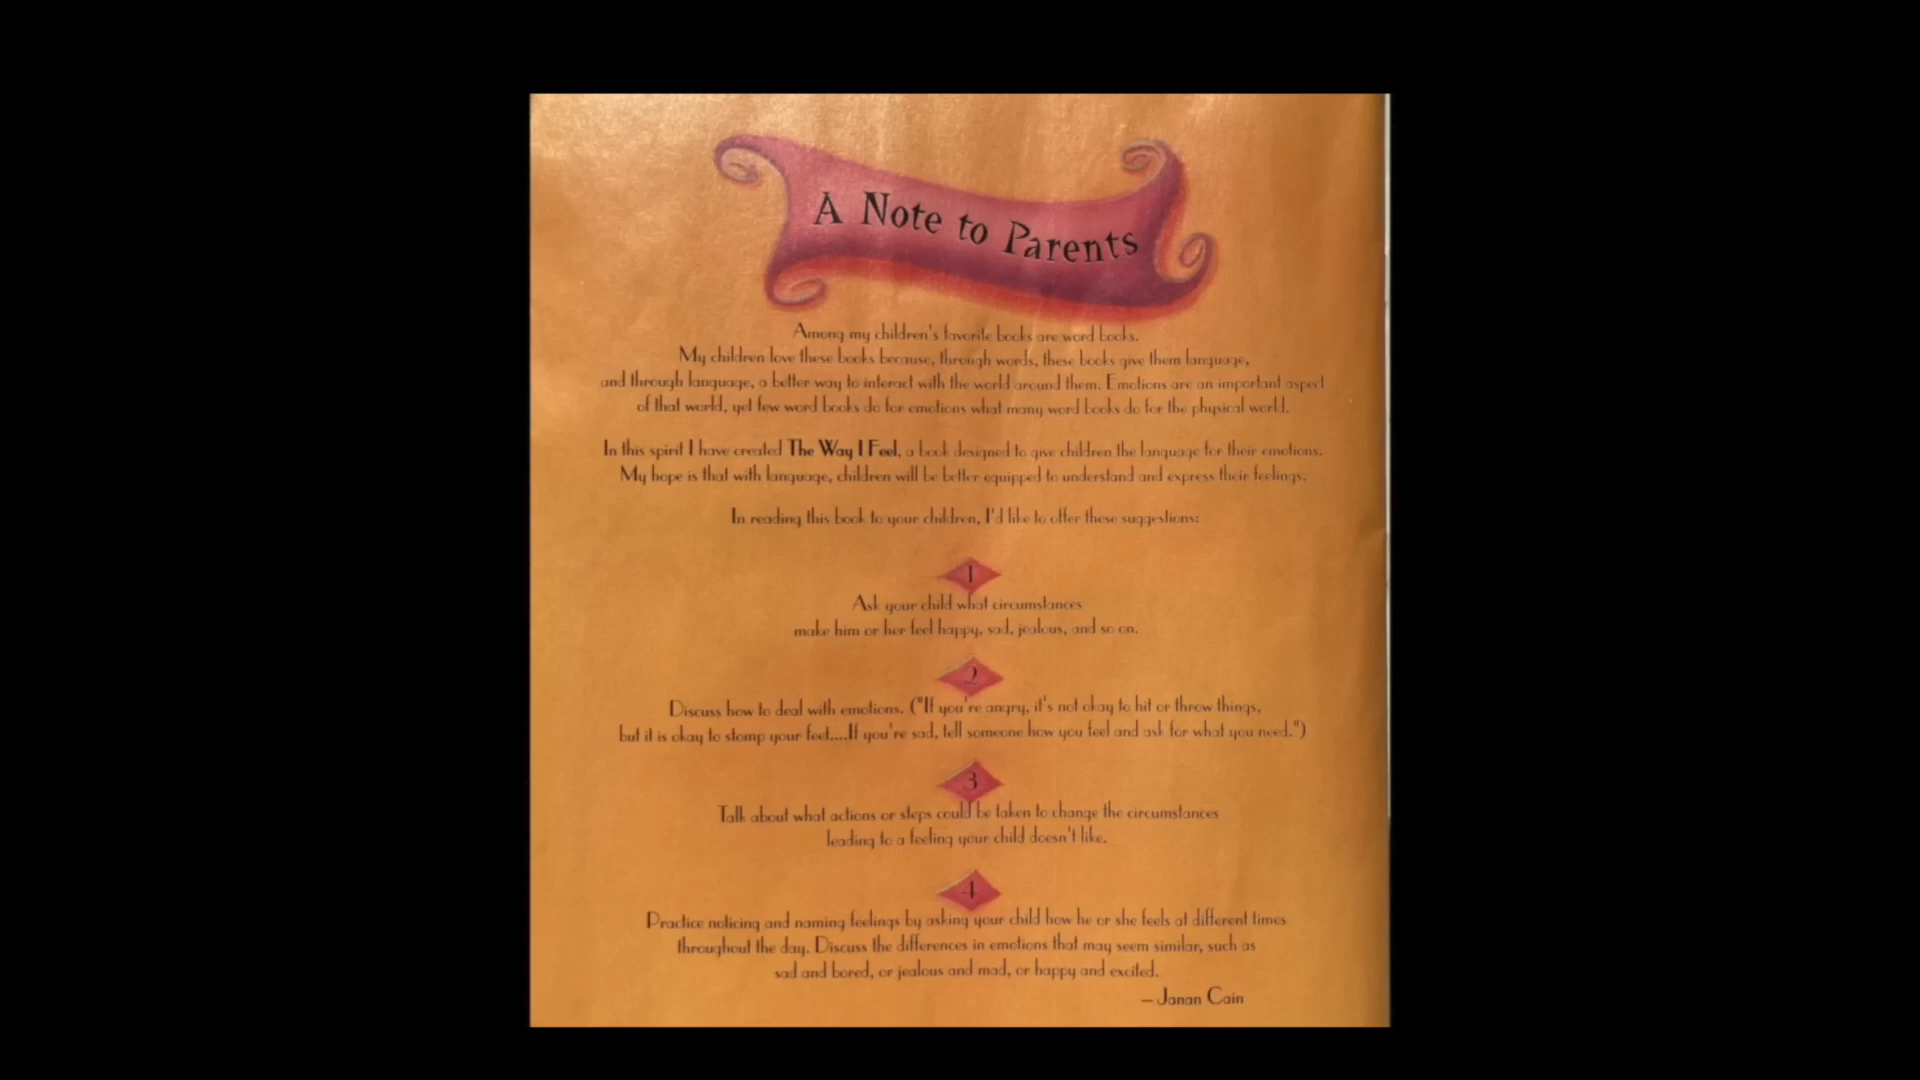 A Note to Parents
Among my children's favorite books are word books.
My children love these books because, through words, these books give them language,
and through language, a better way to interact with the world around them. Emotions are an important aspect
of that world, yet few word books do for emotions what many word books do for the physical world.
In this spirit I have created The Way I Feel, a book designed to give children the language for their emotions.
My hope is that with language, children will be better equipped to understand and express their feelings.
In reading this book to your children, I'd like to offer these suggestions:
1
Ask your child what circumstances
make him or her feel happy, sad, jealous, and so on.
2
Discuss how to deal with emotions. ("If you're angry, it's not okay to hit or throw things,
but it is okay to stomp your feet....If you're sad, tell someone how you feel and ask for what you need.")
3
Talk about what actions or steps could be taken to change the circumstances
leading to a feeling your child doesn't like.
4
Practice noticing and naming feelings by asking your child how he or she feels at different times
throughout the day. Discuss the differences in emotions that may seem similar, such as
sad and bored, or jealous and mad, or happy and excited.
– Janan Cain